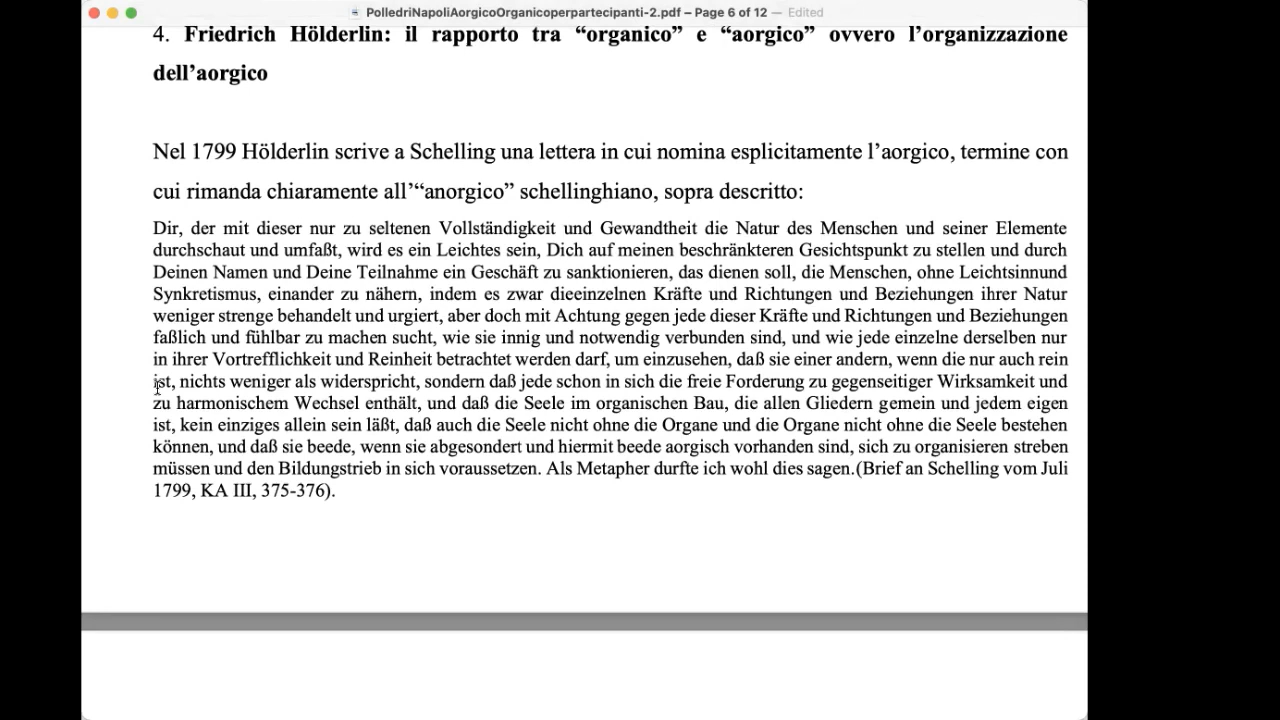 PolledriNapoliAorgicoOrganicoperpartecipanti-2.pdf – Page 6 of 12 — Edited
4. Friedrich Hölderlin: il rapporto tra “organico” e “aorgico” ovvero l’organizzazione
dell’aorgico
Nel 1799 Hölderlin scrive a Schelling una lettera in cui nomina esplicitamente l’aorgico, termine con
cui rimanda chiaramente all’“anorgico” schellinghiano, sopra descritto:
Dir, der mit dieser nur zu seltenen Vollständigkeit und Gewandtheit die Natur des Menschen und seiner Elemente
durchschaut und umfaßt, wird es ein Leichtes sein, Dich auf meinen beschränkteren Gesichtspunkt zu stellen und durch
Deinen Namen und Deine Teilnahme ein Geschäft zu sanktionieren, das dienen soll, die Menschen, ohne Leichtsinnund
Synkretismus, einander zu nähern, indem es zwar dieeinzelnen Kräfte und Richtungen und Beziehungen ihrer Natur
weniger strenge behandelt und urgiert, aber doch mit Achtung gegen jede dieser Kräfte und Richtungen und Beziehungen
faßlich und fühlbar zu machen sucht, wie sie innig und notwendig verbunden sind, und wie jede einzelne derselben nur
in ihrer Vortrefflichkeit und Reinheit betrachtet werden darf, um einzusehen, daß sie einer andern, wenn die nur auch rein
ist, nichts weniger als widerspricht, sondern daß jede schon in sich die freie Forderung zu gegenseitiger Wirksamkeit und
zu harmonischem Wechsel enthält, und daß die Seele im organischen Bau, die allen Gliedern gemein und jedem eigen
ist, kein einziges allein sein läßt, daß auch die Seele nicht ohne die Organe und die Organe nicht ohne die Seele bestehen
können, und daß sie beede, wenn sie abgesondert und hiermit beede aorgisch vorhanden sind, sich zu organisieren streben
müssen und den Bildungstrieb in sich voraussetzen. Als Metapher durfte ich wohl dies sagen.(Brief an Schelling vom Juli
1799, KA III, 375-376).